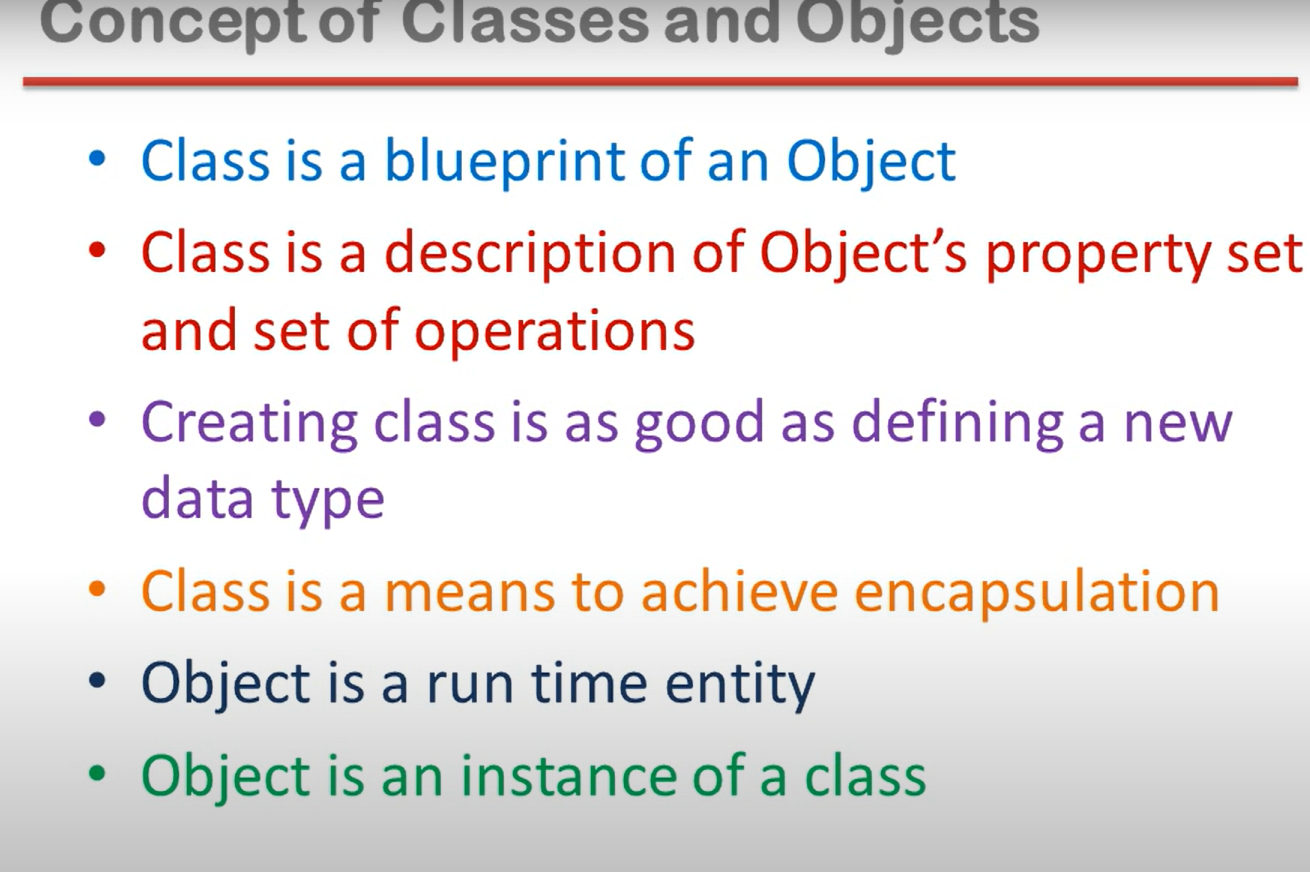 Concept of Classes and Objects
• Class is a blueprint of an Object
• Class is a description of Object’s property set
and set of operations
• Creating class is as good as defining a new
data type
• Class is a means to achieve encapsulation
• Object is a run time entity
• Object is an instance of a class